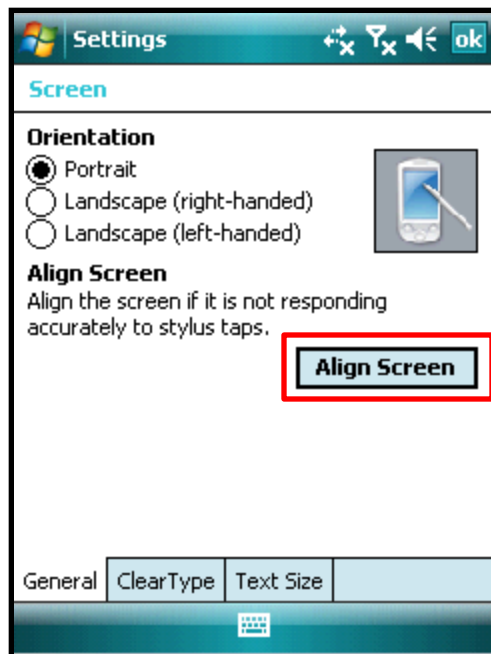 Settings ok
Screen
Orientation
Portrait
Landscape (right-handed)
Landscape (left-handed)
Align Screen
Align the screen if it is not responding
accurately to stylus taps.
Align Screen
General ClearType Text Size